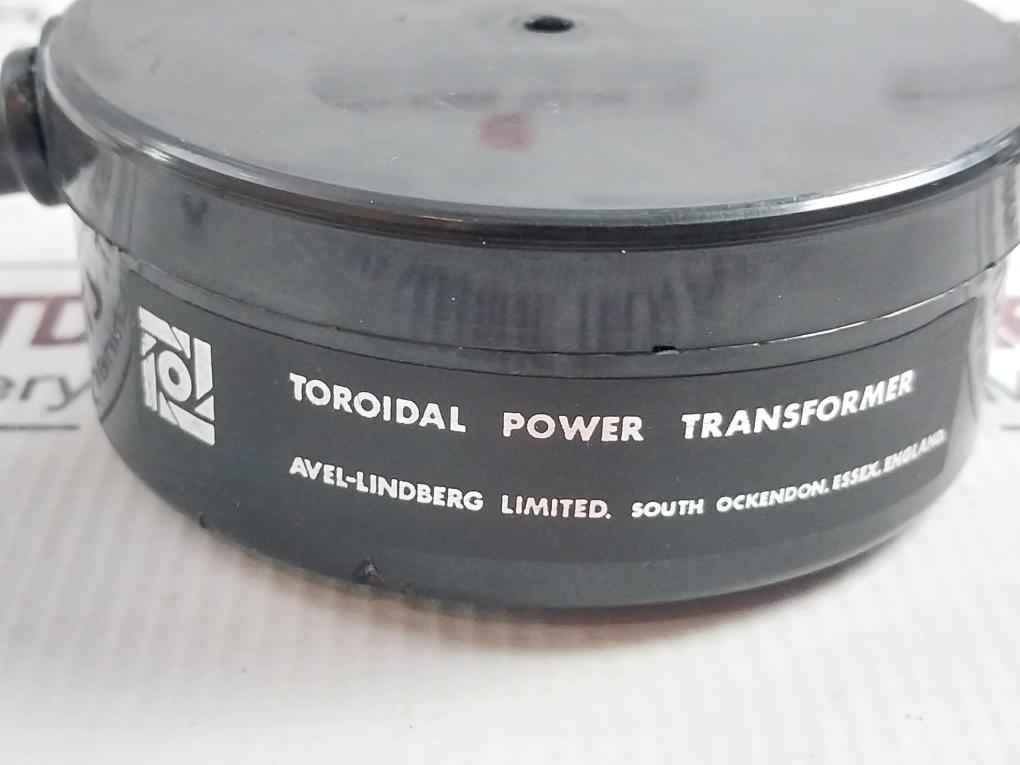 TOROIDAL POWER TRANSFORMER
AVEL-LINDBERG LIMITED. SOUTH OCKENDON. ESSEX. ENGLAND.